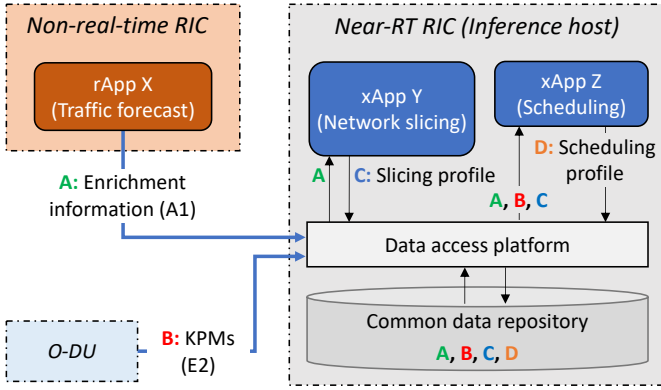 Non-real-time RIC
rApp X
(Traffic forecast)
A: Enrichment
information (A1)
O-DU
B: KPMs
(E2)
Near-RT RIC (Inference host)
xApp Y
(Network slicing)
xApp Z
(Scheduling)
A
C: Slicing profile
D: Scheduling
profile
A, B, C
Data access platform
Common data repository
A, B, C, D